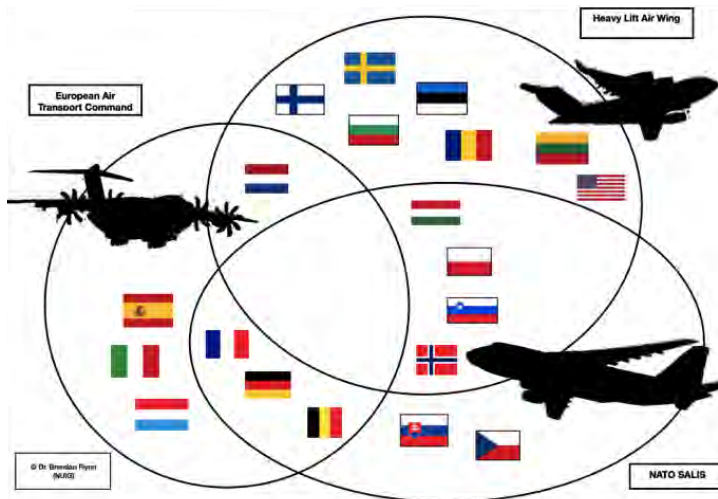 Heavy Lift Air Wing
European Air
Transport Command
© Dr. Brendan Flynn
(NUIG)
NATO SALIS